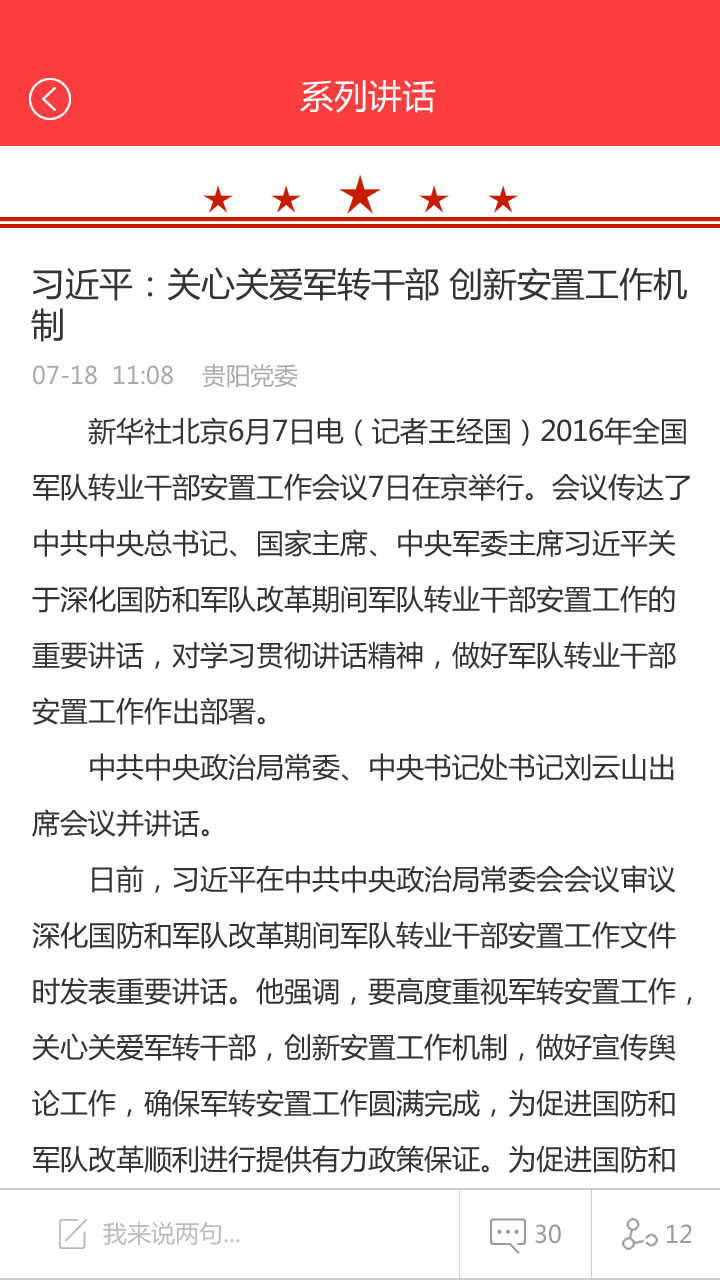 系列讲话
习近平：关心关爱军转干部 创新安置工作机
制
07-18 11:08 贵阳党委
新华社北京6月7日电（记者王经国）2016年全国
军队转业干部安置工作会议7日在京举行。会议传达了
中共中央总书记、国家主席、中央军委主席习近平关
于深化国防和军队改革期间军队转业干部安置工作的
重要讲话，对学习贯彻讲话精神，做好军队转业干部
安置工作作出部署。
中共中央政治局常委、中央书记处书记刘云山出
席会议并讲话。
日前，习近平在中共中央政治局常委会会议审议
深化国防和军队改革期间军队转业干部安置工作文件
时发表重要讲话。他强调，要高度重视军转安置工作，
关心关爱军转干部，创新安置工作机制，做好宣传舆
论工作，确保军转安置工作圆满完成，为促进国防和
军队改革顺利进行提供有力政策保证。为促进国防和
我来说两句... 30 12